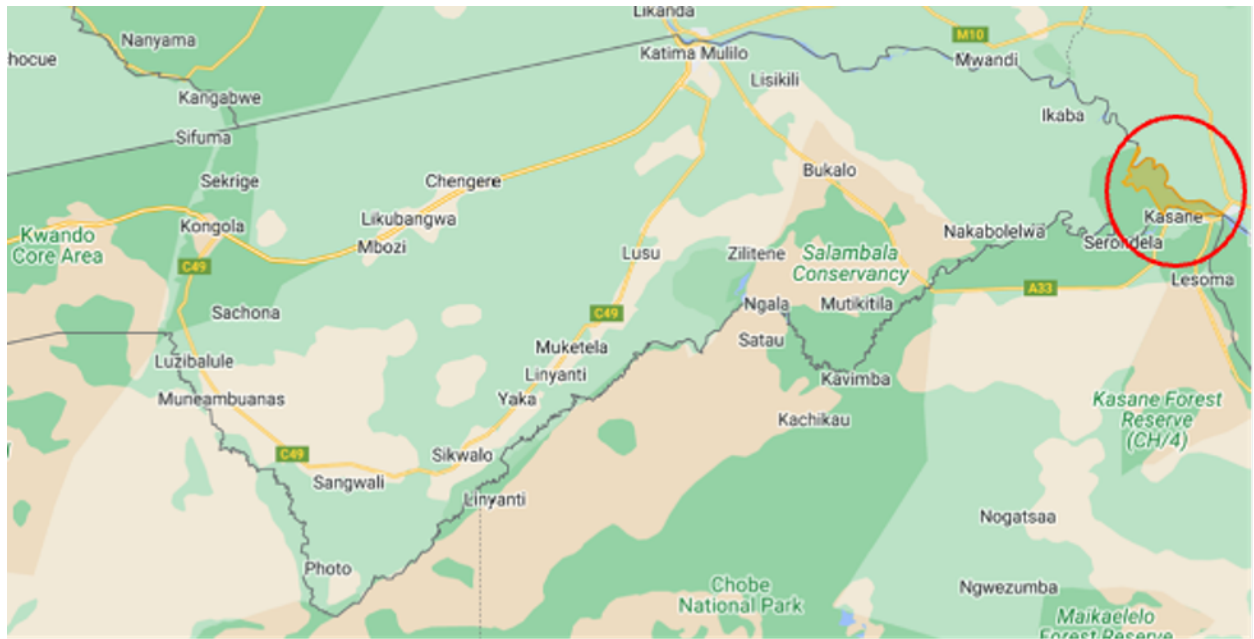 Likanda
M10
Nanyama
Katima Mulilo
Mwandi
hocue
Lisikili
Kangabwe
Ikaba
Sifuma
Bukalo
Sekrige
Chengere
Kongola
Likubangwa
Kasane
Kwando
Core Area
Mbozi
Nakabolelwa
Serondela
Lusu
Zilitene
Salambala
Conservancy
C49
Lesoma
A33
Ngala
Mutikitila
Sachona
C49
Satau
Muketela
Luzibalule
Linyanti
Kavimba
Muneambuanas
Yaka
Kasane Forest
Reserve
(CH/4)
Kachikau
C49
Sikwalo
Sangwali
Linyanti
Nogatsaa
Photo
Chobe
National Park
Ngwezumba
Maikaelelo
Forest Reserve